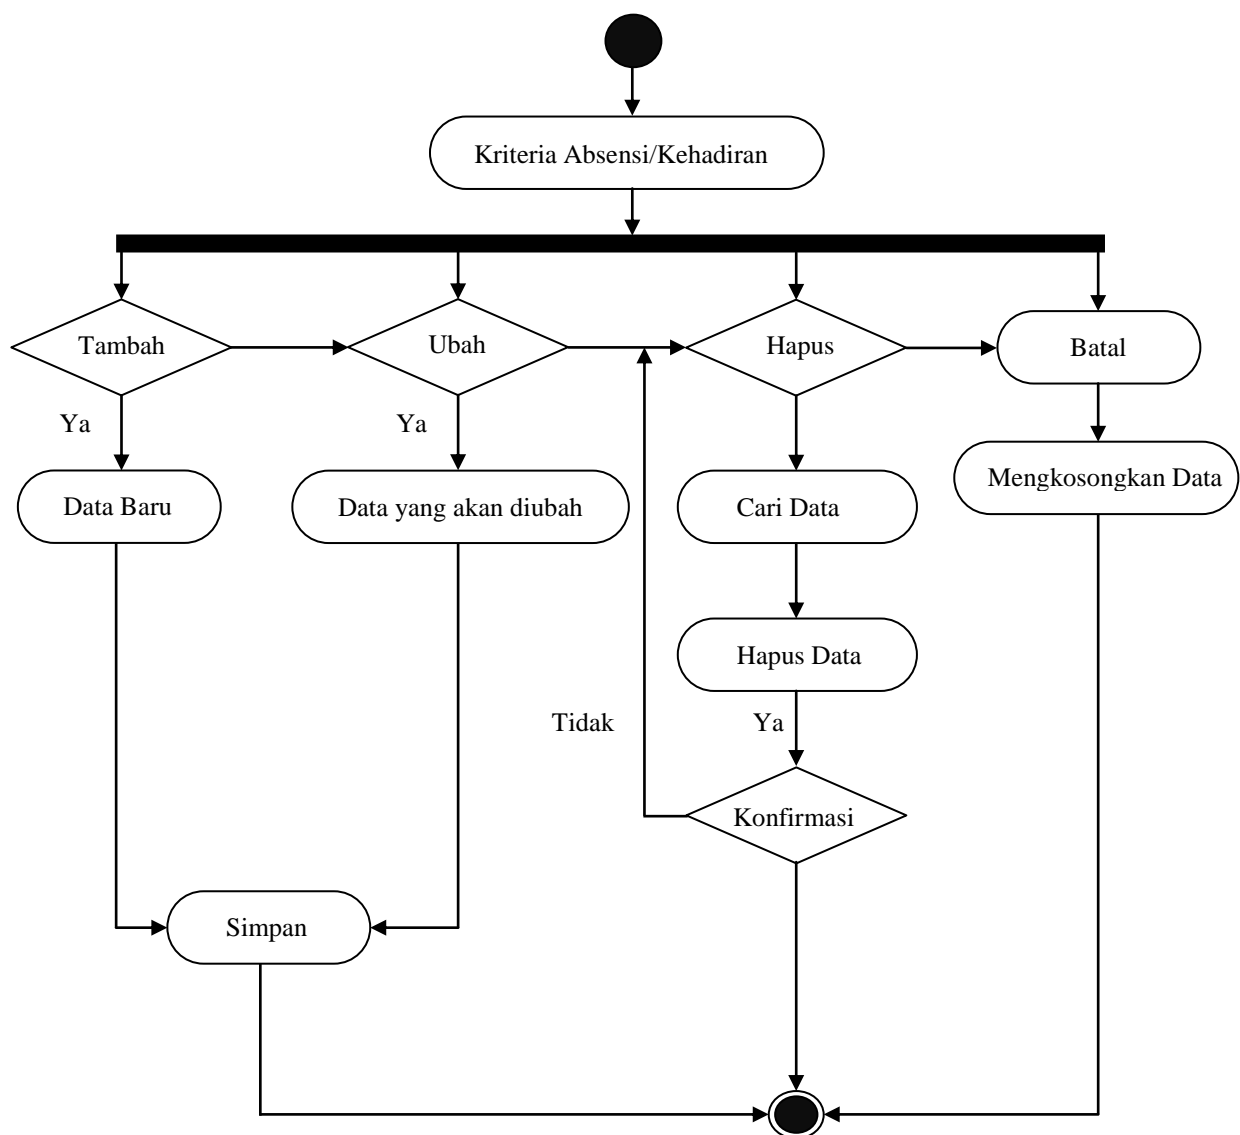 Kriteria Absensi/Kehadiran
Tambah
Ubah
Hapus
Batal
Ya
Ya
Data Baru
Data yang akan diubah
Cari Data
Mengkosongkan Data
Hapus Data
Tidak
Ya
Konfirmasi
Simpan